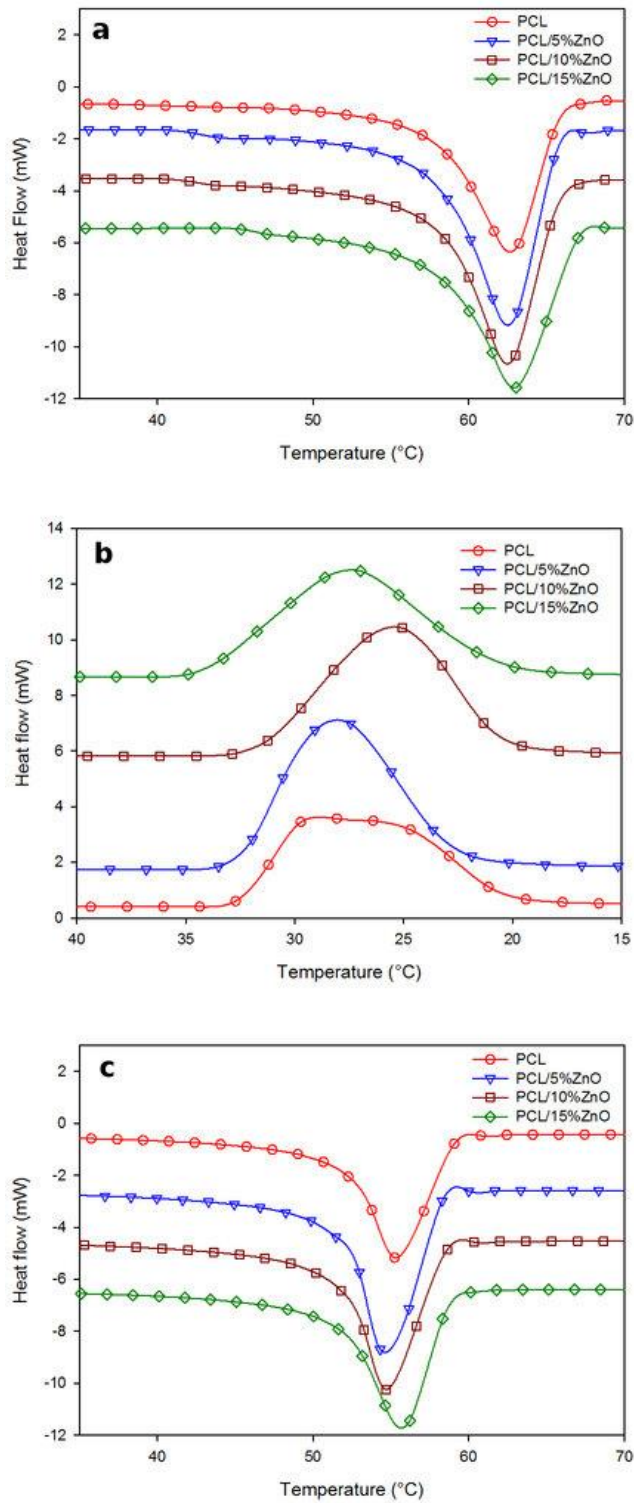 a
PCL
PCL/5%ZnO
PCL/10%ZnO
PCL/15%ZnO
2
0
-2
-4
-6
-8
-10
-12
Heat Flow (mW)
40 50 60 70
Temperature (°C)
b
PCL
PCL/5%ZnO
PCL/10%ZnO
PCL/15%ZnO
14
12
10
8
6
4
2
0
Heat flow (mW)
40 35 30 25 20 15
Temperature (°C)
c
PCL
PCL/5%ZnO
PCL/10%ZnO
PCL/15%ZnO
2
0
-2
-4
-6
-8
-10
-12
Heat flow (mW)
40 50 60 70
Temperature (°C)